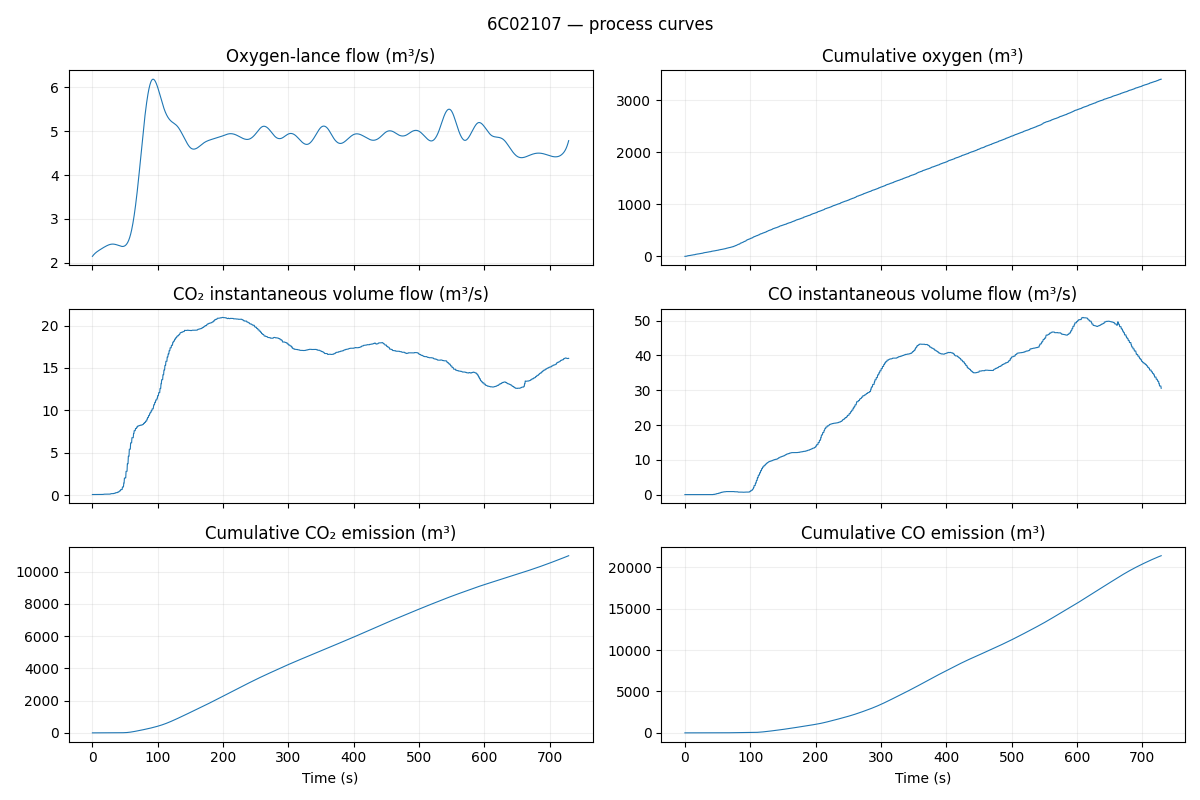 6C02107 — process curves
Oxygen-lance flow (m³/s)
6
5
4
3
2
Cumulative oxygen (m³)
3000
2000
1000
0
CO₂ instantaneous volume flow (m³/s)
20
15
10
5
0
CO instantaneous volume flow (m³/s)
50
40
30
20
10
0
Cumulative CO₂ emission (m³)
10000
8000
6000
4000
2000
0
0 100 200 300 400 500 600 700
Time (s)
Cumulative CO emission (m³)
20000
15000
10000
5000
0
0 100 200 300 400 500 600 700
Time (s)